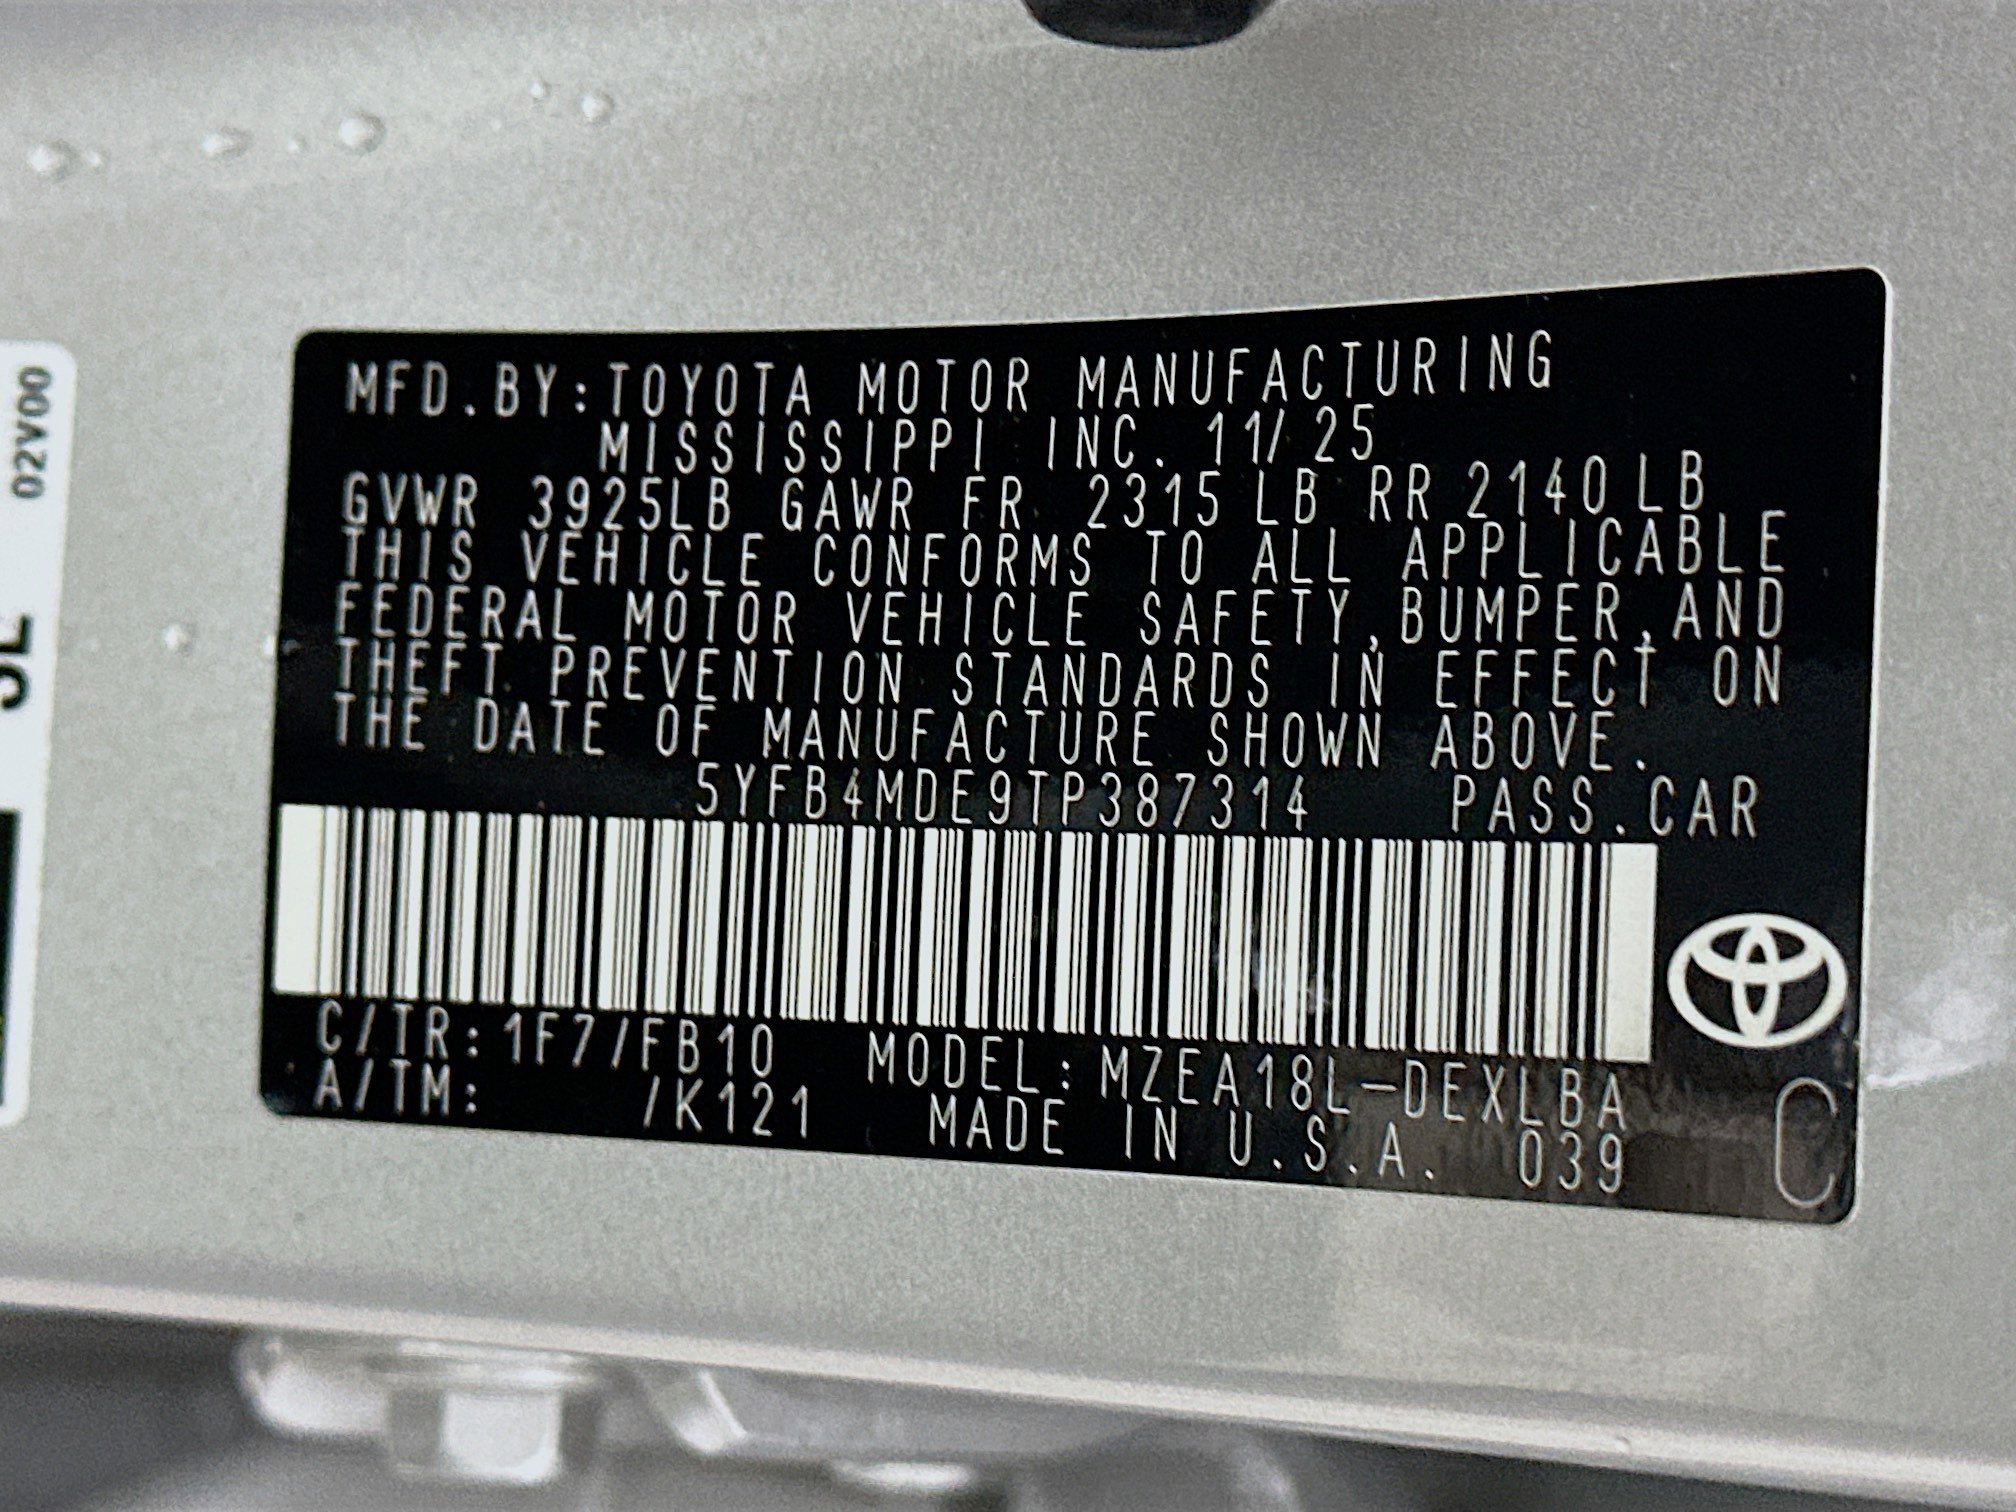 02V00
MFD.BY:TOYOTA MOTOR MANUFACTURING
MISSISSIPPI INC. 11/25
GVWR 3925LB GAWR FR 2315 LB RR 2140 LB
THIS VEHICLE CONFORMS TO ALL APPLICABLE
FEDERAL MOTOR VEHICLE SAFETY,BUMPER,AND
THEFT PREVENTION STANDARDS IN EFFECT ON
THE DATE OF MANUFACTURE SHOWN ABOVE.
5YFB4MDE9TP387314 PASS.CAR
C/TR:1F7/FB10 MODEL:MZEA18L-DEXLBA
A/TM: /K121 MADE IN U.S.A. 039
C